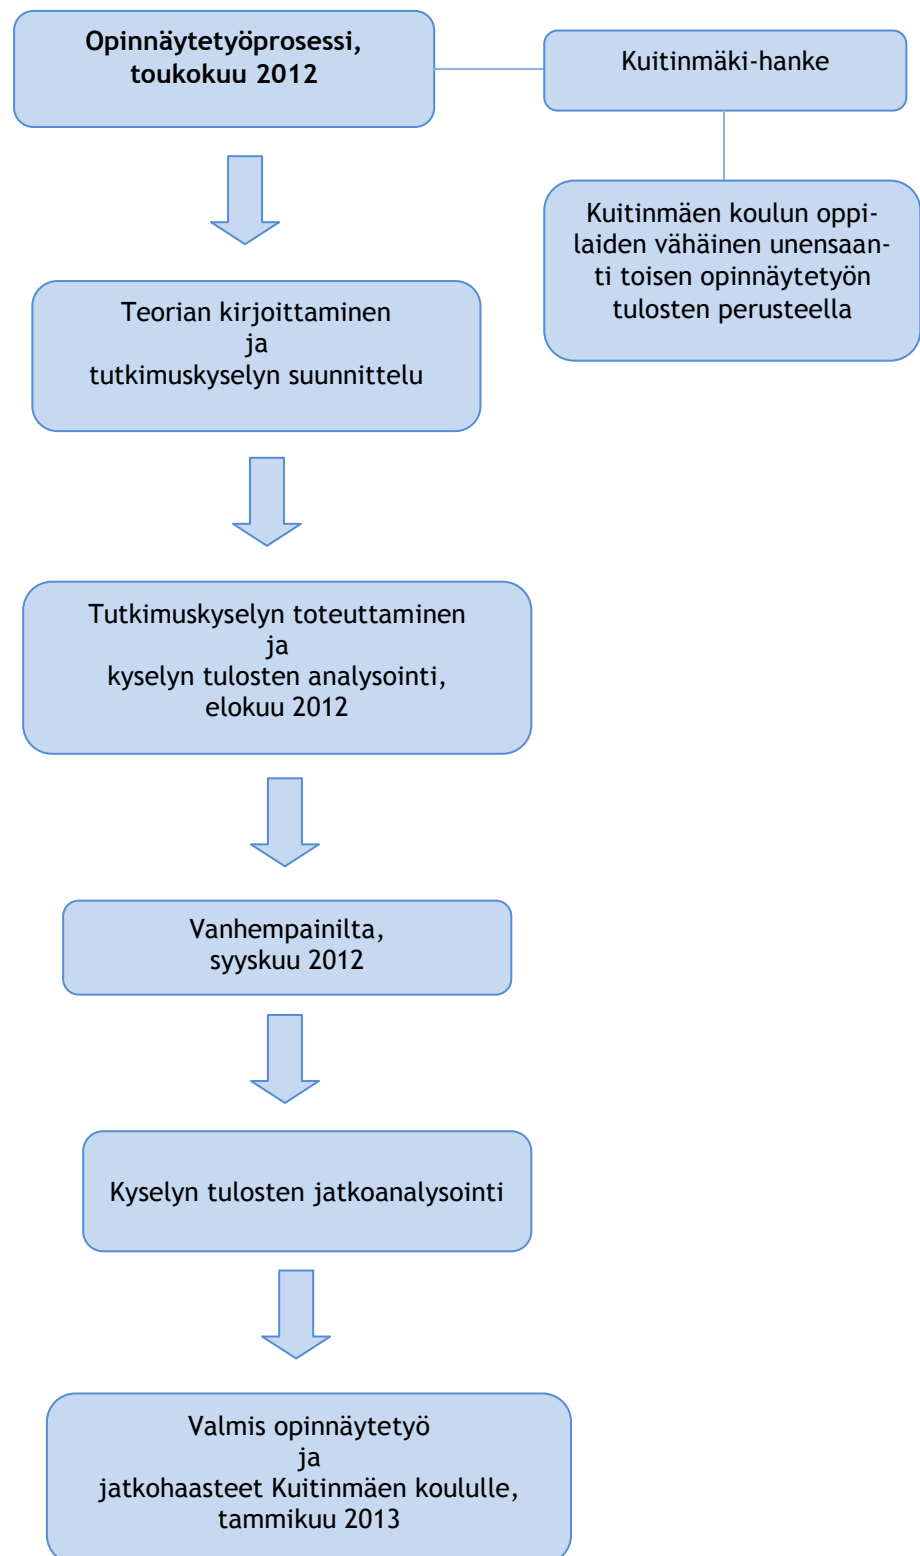 Opinnäytetyöprosessi,
toukokuu 2012
Kuitinmäki-hanke
Kuitinmäen koulun oppi-
laiden vähäinen unensaan-
ti toisen opinnäytetyön
tulosten perusteella
Teorian kirjoittaminen
ja
tutkimuskyselyn suunnittelu
Tutkimuskyselyn toteuttaminen
ja
kyselyn tulosten analysointi,
elokuu 2012
Vanhempainilta,
syyskuu 2012
Kyselyn tulosten jatkoanalysointi
Valmis opinnäytetyö
ja
jatkohaasteet Kuitinmäen koululle,
tammikuu 2013